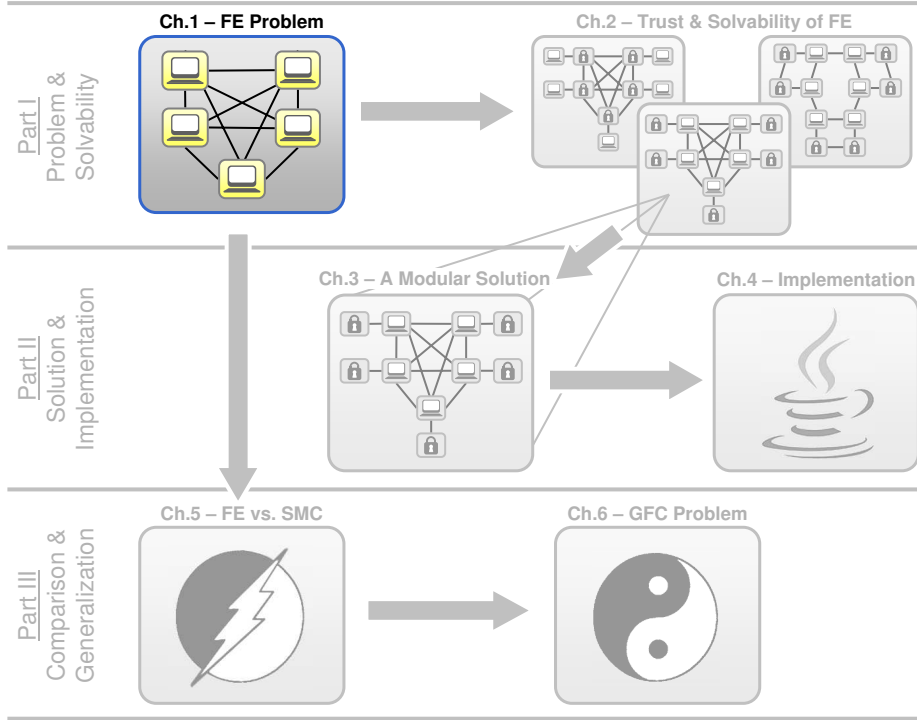 Ch.1 – FE Problem
Ch.2 – Trust & Solvability of FE
Part I
Problem &
Solvability
Ch.3 – A Modular Solution
Ch.4 – Implementation
Part II
Solution &
Implementation
Ch.5 – FE vs. SMC
Ch.6 – GFC Problem
Part III
Comparison &
Generalization